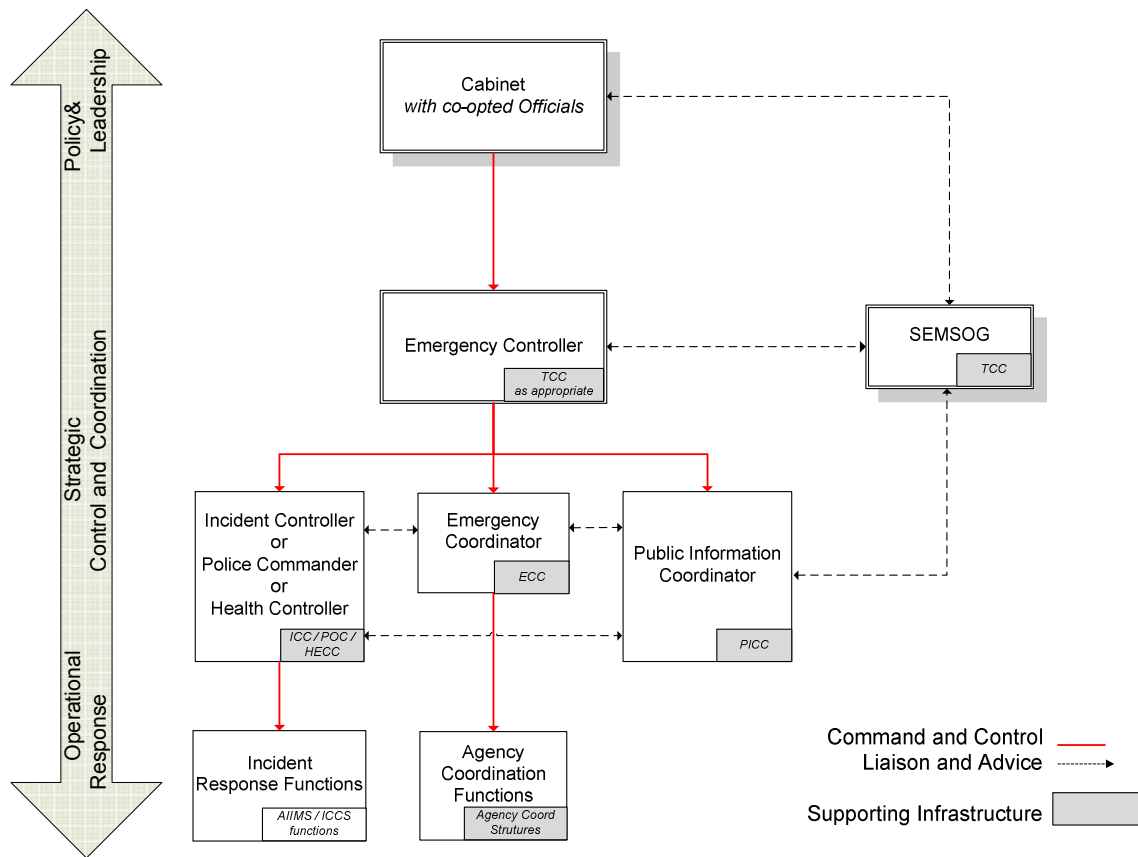 Policy&
Leadership
Strategic
Control and Coordination
Operational
Response
Cabinet
with co-opted Officials
Emergency Controller
TCC
as appropriate
SEMSOG
TCC
Incident Controller
or
Police Commander
or
Health Controller
ICC / POC /
HECC
Emergency
Coordinator
ECC
Public Information
Coordinator
PICC
Incident
Response Functions
AIIMS / ICCS
functions
Agency
Coordination
Functions
Agency Coord
Strutures
Command and Control
Liaison and Advice
Supporting Infrastructure